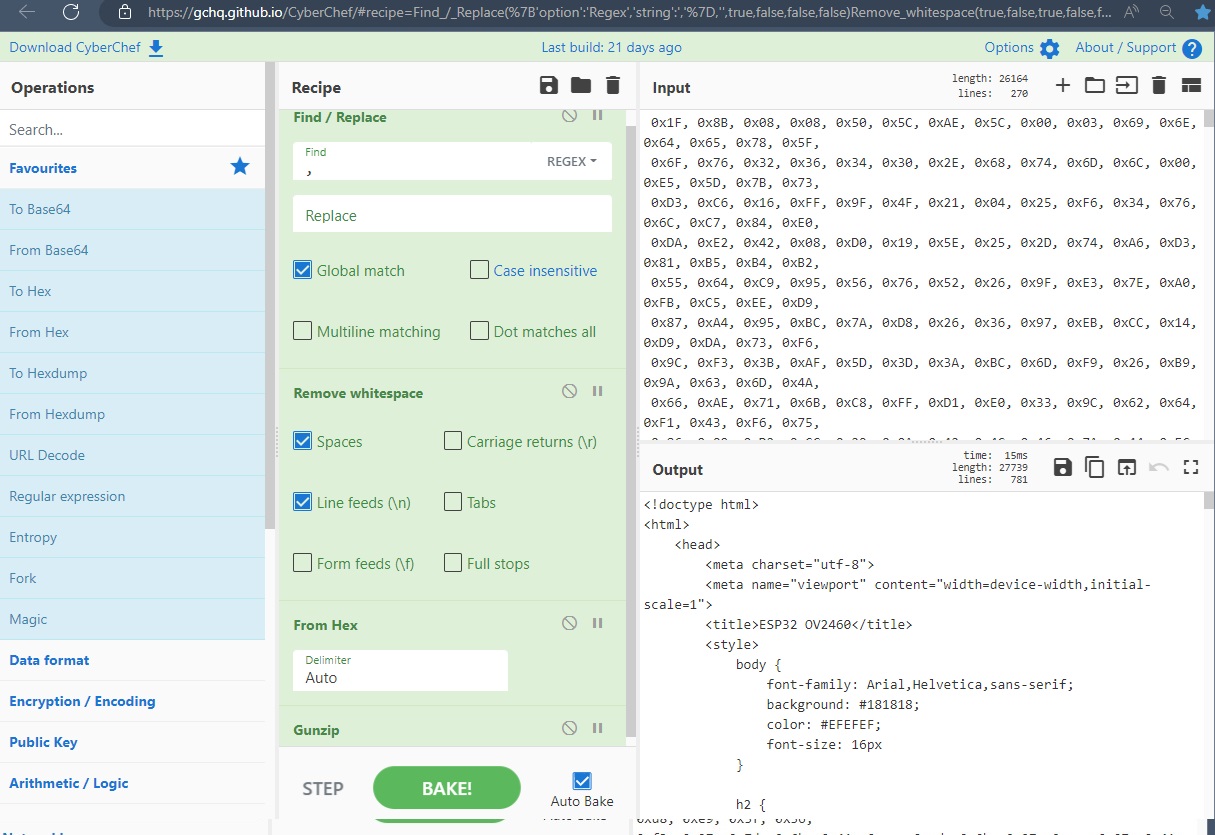 https://gchq.github.io/CyberChef/#recipe=Find_/_Replace(%7B'option':'Regex','string':','%7D,'',true,false,false,false)Remove_whitespace(true,false,true,false,f...
Download CyberChef
Last build: 21 days ago
Options
About / Support
Operations
Search...
Favourites
To Base64
From Base64
To Hex
From Hex
To Hexdump
From Hexdump
URL Decode
Regular expression
Entropy
Fork
Magic
Data format
Encryption / Encoding
Public Key
Arithmetic / Logic
Recipe
Find / Replace
Find
,
REGEX
Replace
Global match
Case insensitive
Multiline matching
Dot matches all
Remove whitespace
Spaces
Carriage returns (\r)
Line feeds (\n)
Tabs
Form feeds (\f)
Full stops
From Hex
Delimiter
Auto
Gunzip
STEP
BAKE!
Auto Bake
Input
length: 26164
lines: 270
0x1F, 0x8B, 0x08, 0x08, 0x50, 0x5C, 0xAE, 0x5C, 0x00, 0x03, 0x69, 0x6E,
0x64, 0x65, 0x78, 0x5F,
0x6F, 0x76, 0x32, 0x36, 0x34, 0x30, 0x2E, 0x68, 0x74, 0x6D, 0x6C, 0x00,
0xE5, 0x5D, 0x7B, 0x73,
0xD3, 0xC6, 0x16, 0xFF, 0x9F, 0x4F, 0x21, 0x04, 0x25, 0xF6, 0x34, 0x76,
0x6C, 0xC7, 0x84, 0xE0,
0xDA, 0xE2, 0x42, 0x08, 0xD0, 0x19, 0x5E, 0x25, 0x2D, 0x74, 0xA6, 0xD3,
0x81, 0xB5, 0xB4, 0xB2,
0x55, 0x64, 0xC9, 0x95, 0x56, 0x76, 0x52, 0x26, 0x9F, 0xE3, 0x7E, 0xA0,
0xFB, 0xC5, 0xEE, 0xD9,
0x87, 0xA4, 0x95, 0xBC, 0x7A, 0xD8, 0x26, 0x36, 0x97, 0xEB, 0xCC, 0x14,
0xD9, 0xDA, 0x73, 0xF6,
0x9C, 0xF3, 0x3B, 0xAF, 0x5D, 0x3D, 0x3A, 0xBC, 0x6D, 0xF9, 0x26, 0xB9,
0x9A, 0x63, 0x6D, 0x4A,
0x66, 0xAE, 0x71, 0x6B, 0xC8, 0xFF, 0xD1, 0xE0, 0x33, 0x9C, 0x62, 0x64,
0xF1, 0x43, 0xF6, 0x75,
Output
time: 15ms
length: 27739
lines: 781
<!doctype html>
<html>
<head>
<meta charset="utf-8">
<meta name="viewport" content="width=device-width,initial-
scale=1">
<title>ESP32 OV2460</title>
<style>
body {
font-family: Arial,Helvetica,sans-serif;
background: #181818;
color: #EFEFEF;
font-size: 16px
}
h2 {